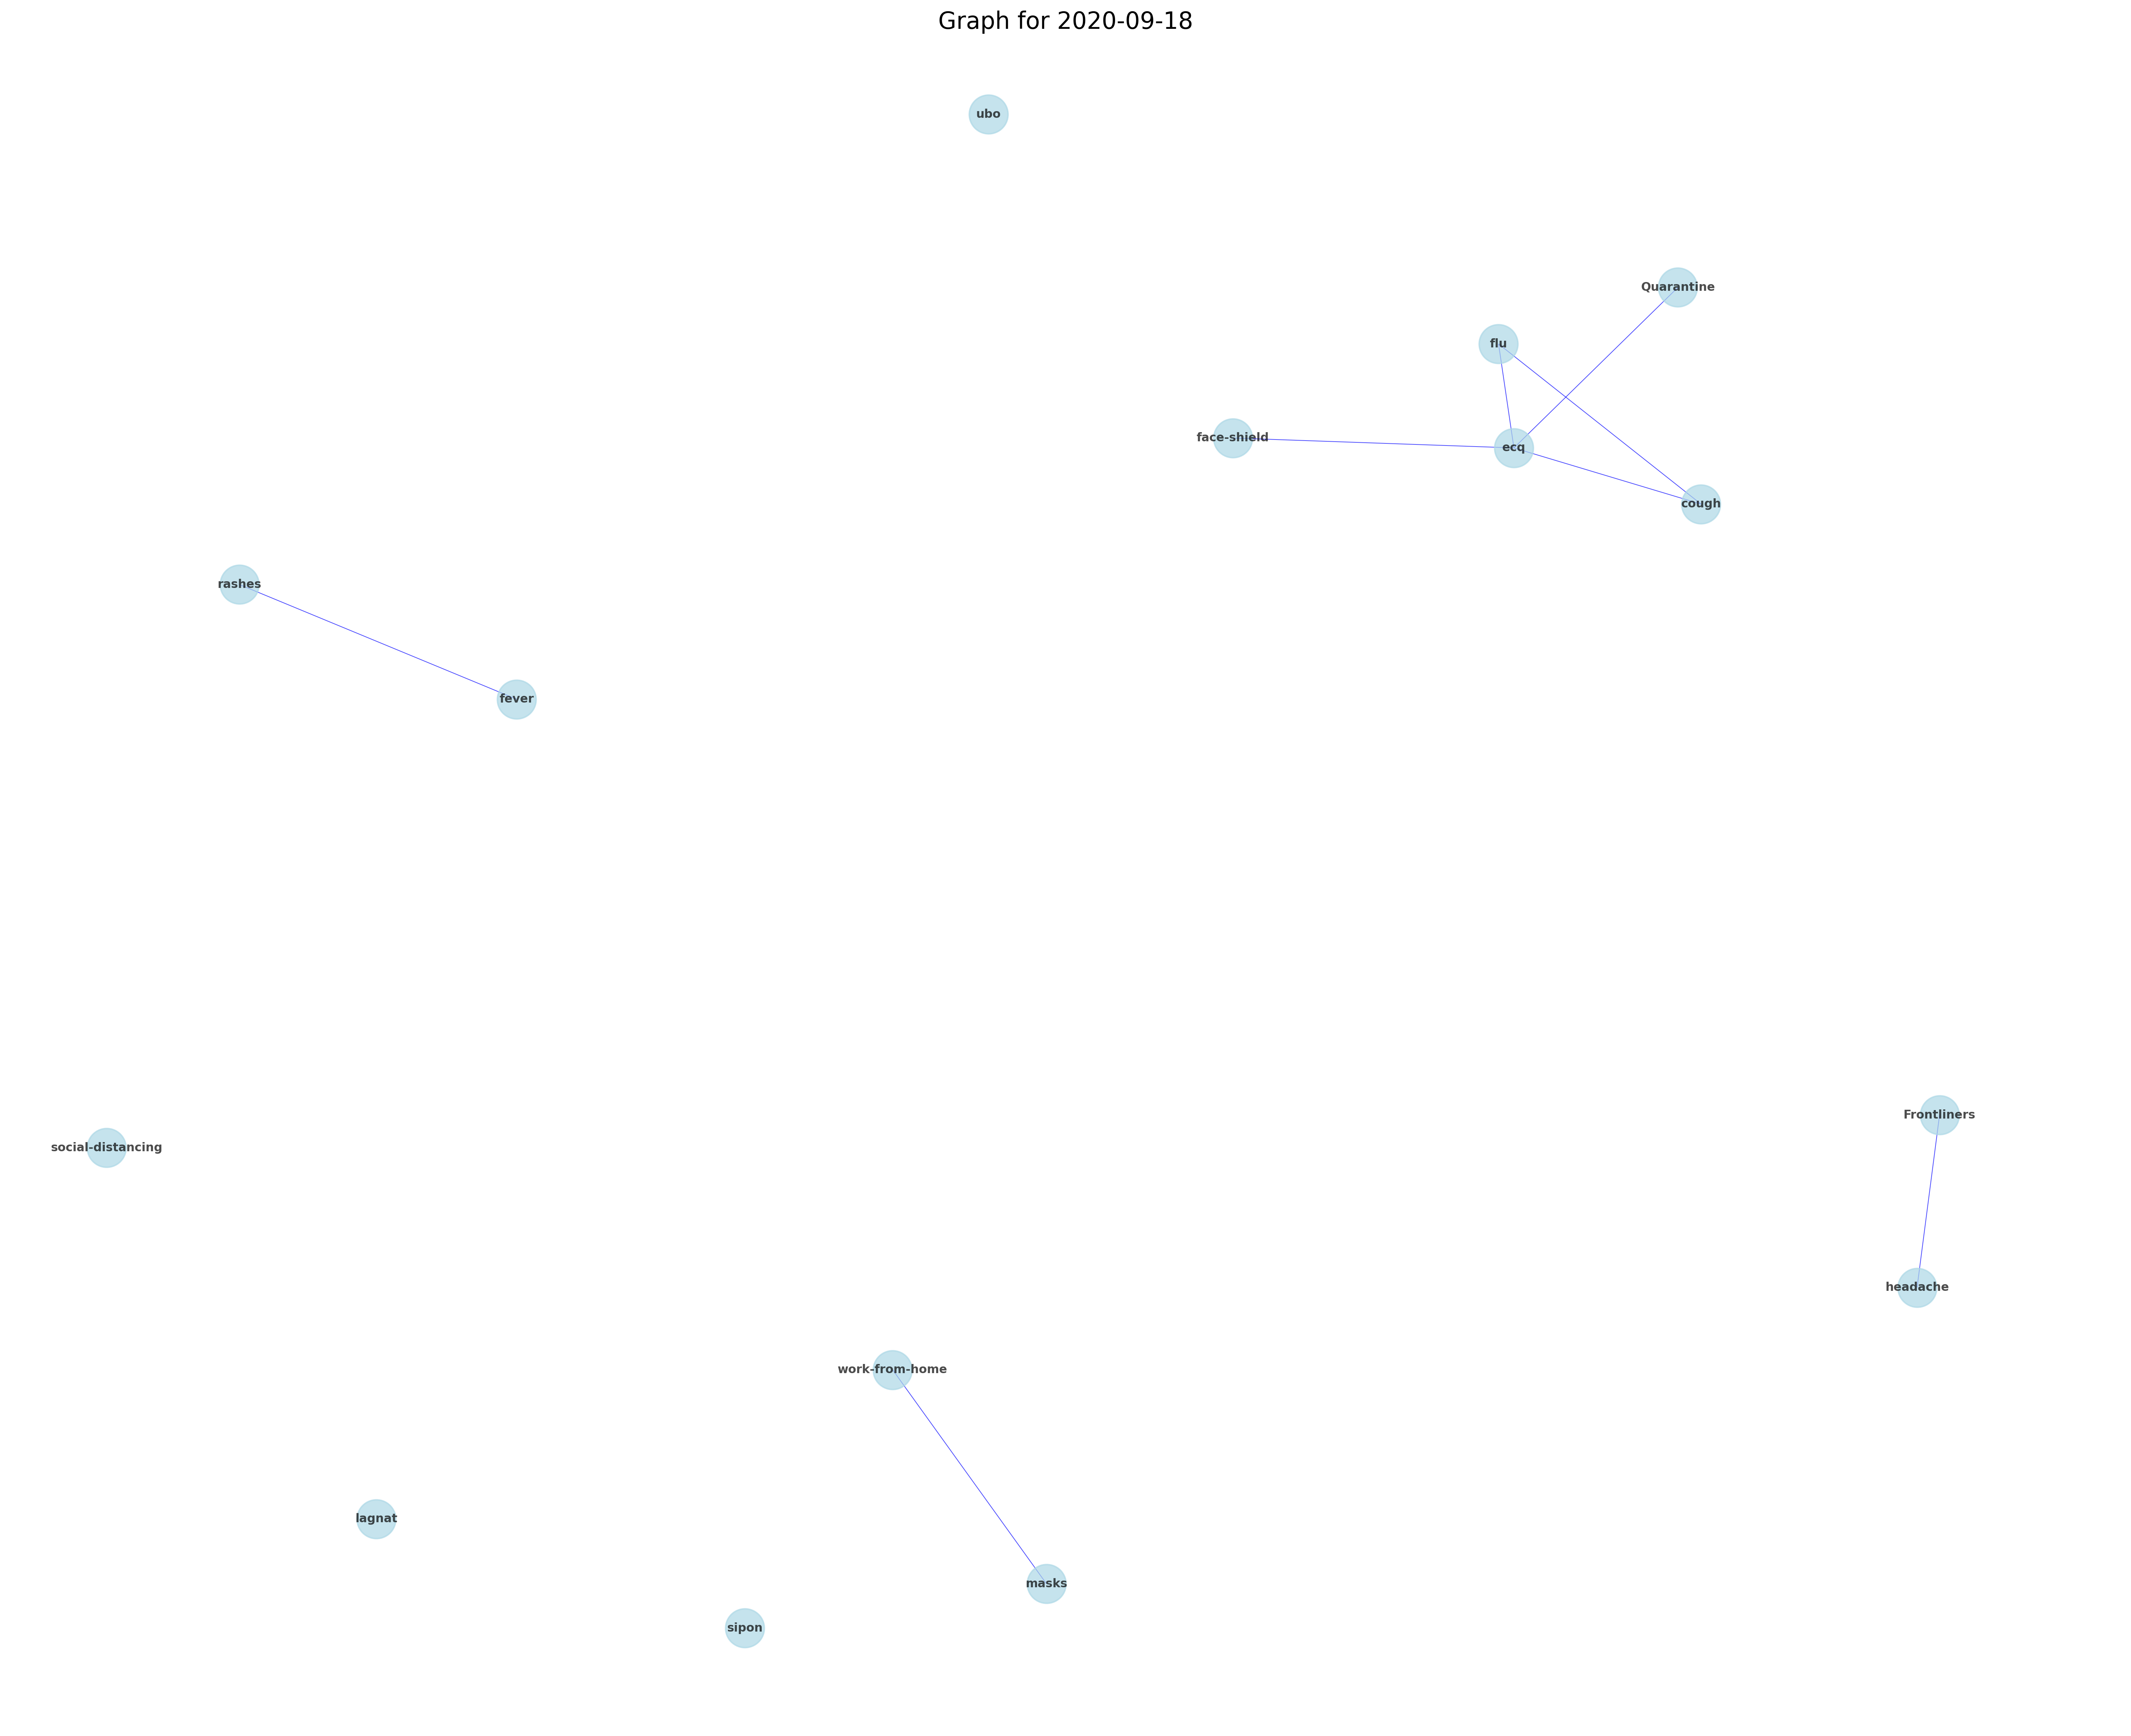 Graph for 2020-09-18
ubo
Quarantine
flu
face-shield
ecq
cough
rashes
fever
Frontliners
social-distancing
headache
work-from-home
lagnat
masks
sipon